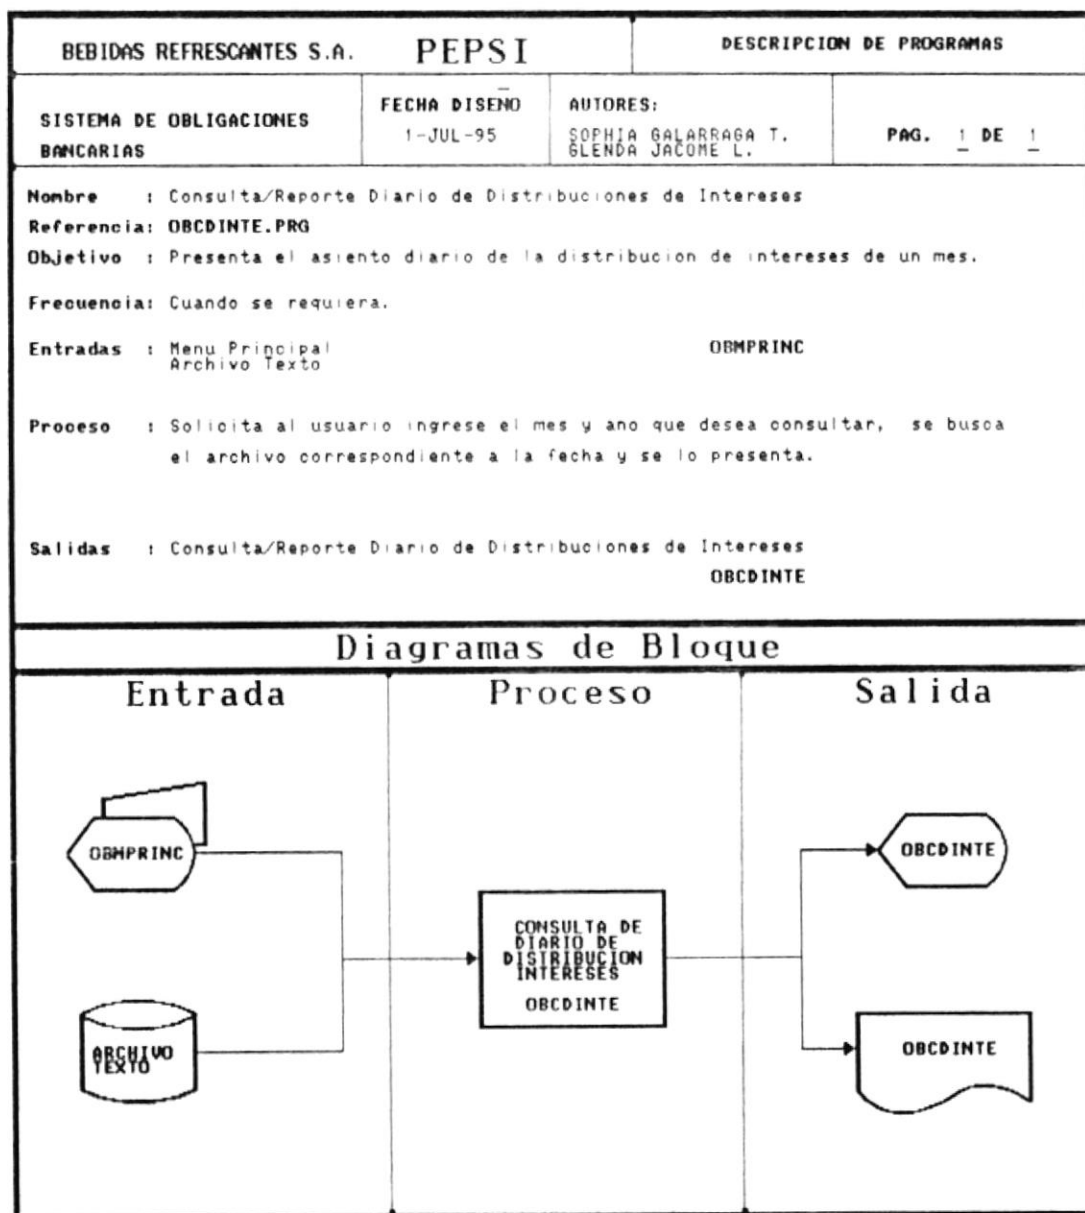 BEBIDAS REFRESCANTES S.A. PEPSI DESCRIPCION DE PROGRAMAS
SISTEMA DE OBLIGACIONES
BANCARIAS
FECHA DISENO
1-JUL-95
AUTORES:
SOPHIA GALARRAGA T.
GLENDA JACOME L.
PAG. 1 DE 1
Nombre : Consulta/Reporte Diario de Distribuciones de Intereses
Referencia: OBCDINTE.PRG
Objetivo : Presenta el asiento diario de la distribucion de intereses de un mes.
Frecuencia: Cuando se requiera.
Entradas : Menu Principal OBMPRINC
Archivo Texto
Proceso : Solicita al usuario ingrese el mes y ano que desea consultar, se busca
el archivo correspondiente a la fecha y se lo presenta.
Salidas : Consulta/Reporte Diario de Distribuciones de Intereses
OBCDINTE
Diagramas de Bloque
Entrada Proceso Salida
OBMPRINC
ARCHIVO
TEXTO
CONSULTA DE
DIARIO DE
DISTRIBUCION
INTERESES
OBCDINTE
OBCDINTE
OBCDINTE